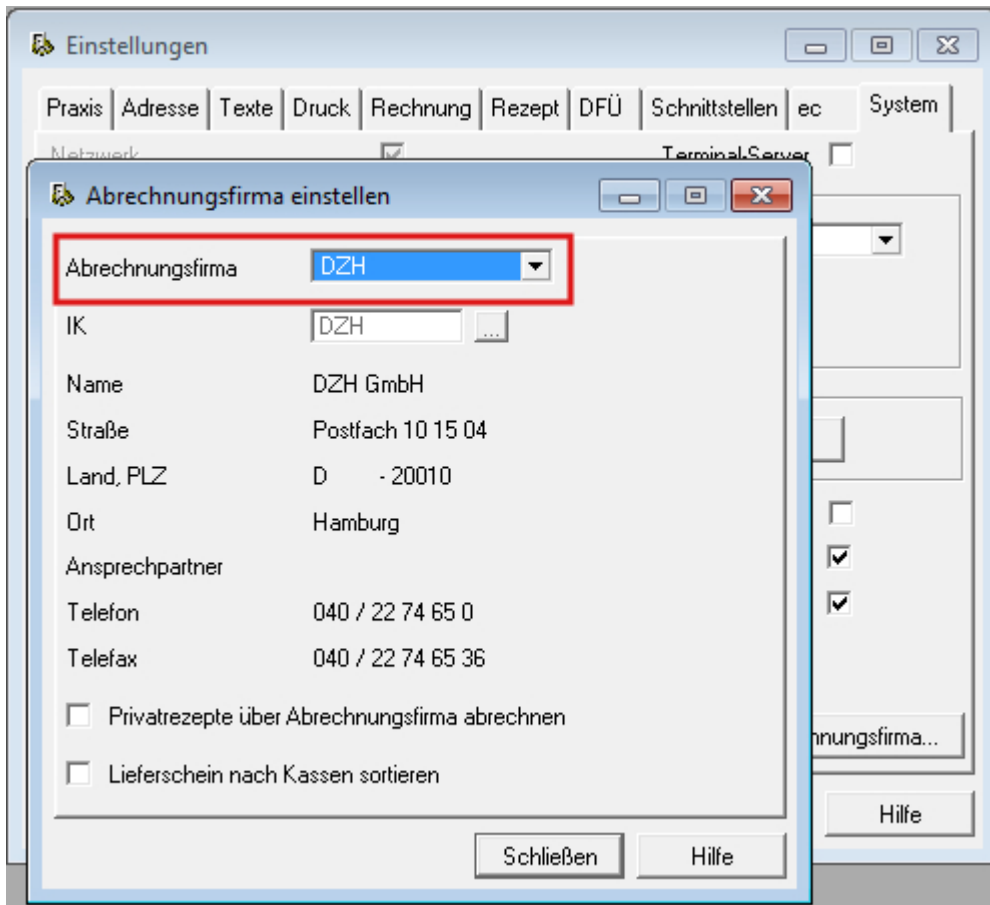 Einstellungen
Praxis Adresse Texte Druck Rechnung Rezept DFÜ Schnittstellen ec System
Netzwerk Terminal-Server
Abrechnungsfirma einstellen
Abrechnungsfirma DZH
IK DZH ...
Name DZH GmbH
Straße Postfach 10 15 04
Land, PLZ D - 20010
Ort Hamburg
Ansprechpartner
Telefon 040 / 22 74 65 0
Telefax 040 / 22 74 65 36
Privatrezepte über Abrechnungsfirma abrechnen
hnungsfirma...
Lieferschein nach Kassen sortieren
Hilfe
Schließen Hilfe